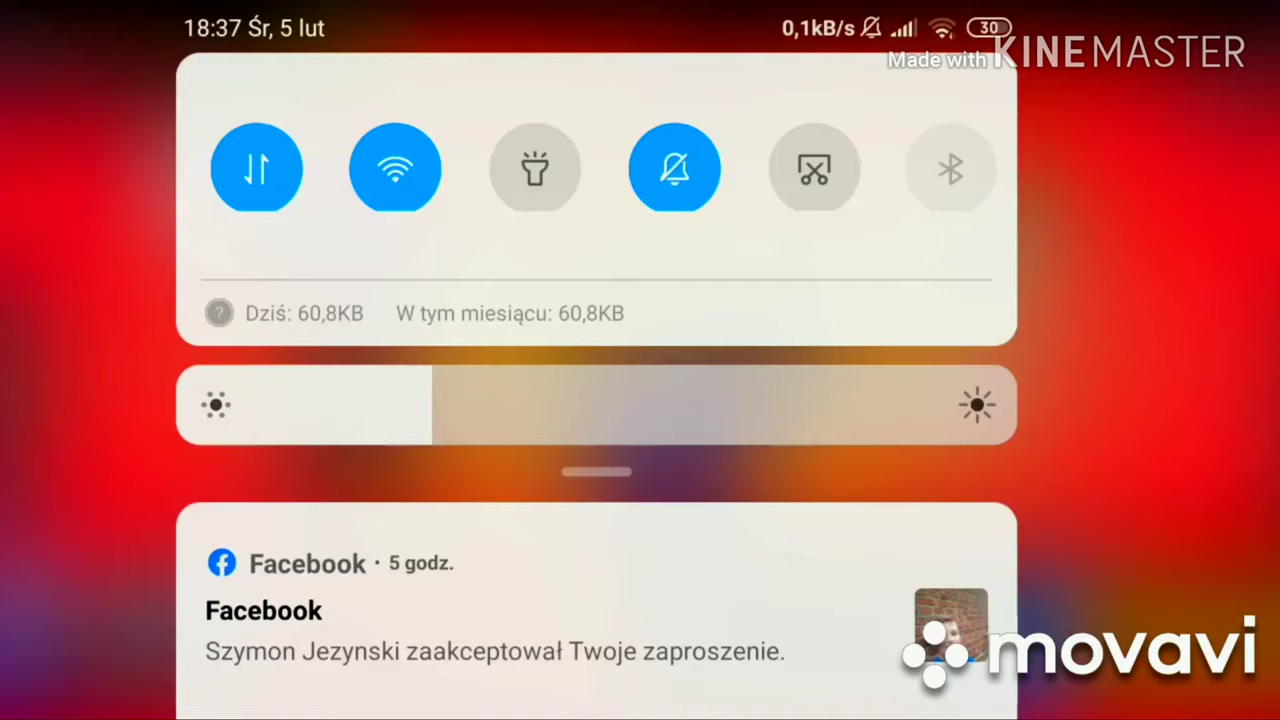 18:37 Śr, 5 lut
0,1kB/s
30
Made with KINEMASTER
? Dziś: 60,8KB W tym miesiącu: 60,8KB
Facebook · 5 godz.
Facebook
Szymon Jezynski zaakceptował Twoje zaproszenie.
movavi